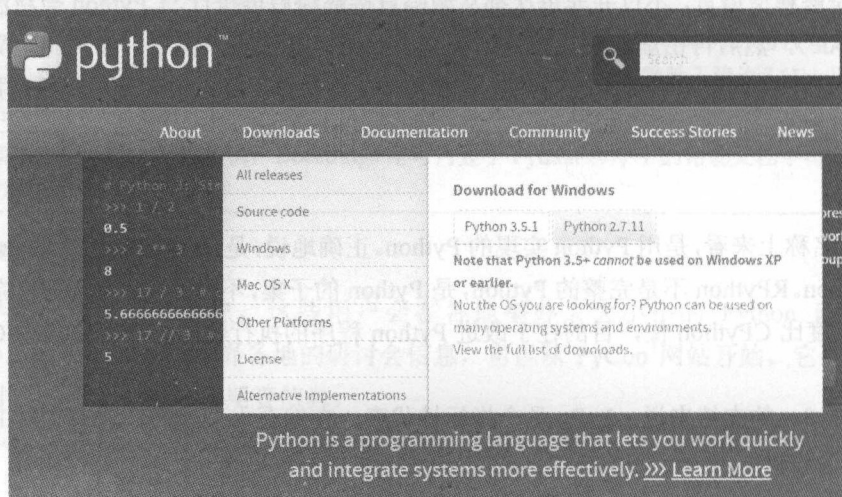 python™
Search
About Downloads Documentation Community Success Stories News
# Python 3:
>>> 1 / 2
0.5
>>> 2 ** 3
8
>>> 17 / 3
5.6666666666666
>>> 17 // 3
5
All releases
Source code
Windows
Mac OS X
Other Platforms
License
Alternative Implementations
Download for Windows
Python 3.5.1 Python 2.7.11
Note that Python 3.5+ cannot be used on Windows XP
or earlier.
Not the OS you are looking for? Python can be used on
many operating systems and environments.
View the full list of downloads.
Python is a programming language that lets you work quickly
and integrate systems more effectively. >>> Learn More